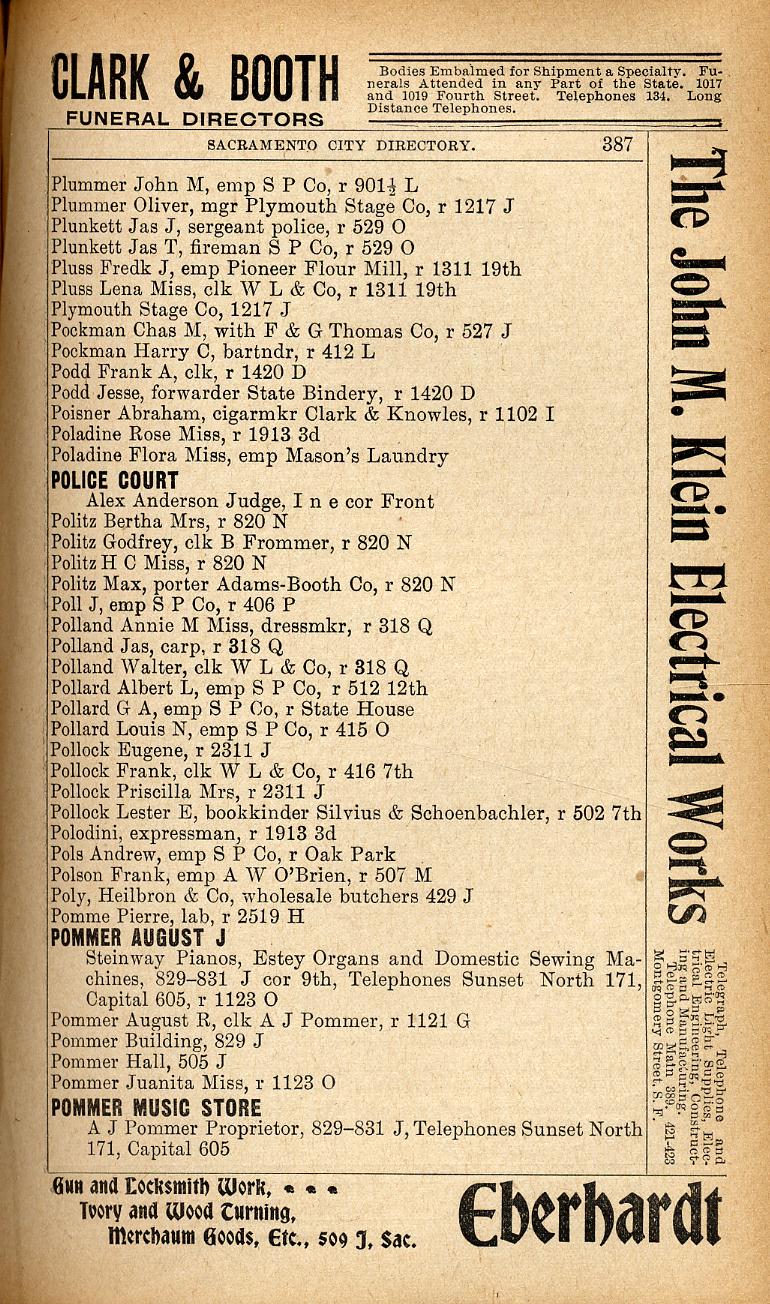 CLARK & BOOTH
FUNERAL DIRECTORS
Bodies Embalmed for Shipment a Specialty. Fu-
nerals Attended in any Part of the State. 1017
and 1019 Fourth Street. Telephones 134. Long
Distance Telephones.
SACRAMENTO CITY DIRECTORY. 387
Plummer John M, emp S P Co, r 901½ L
Plummer Oliver, mgr Plymouth Stage Co, r 1217 J
Plunkett Jas J, sergeant police, r 529 O
Plunkett Jas T, fireman S P Co, r 529 O
Pluss Fredk J, emp Pioneer Flour Mill, r 1311 19th
Pluss Lena Miss, clk W L & Co, r 1311 19th
Plymouth Stage Co, 1217 J
Pockman Chas M, with F & G Thomas Co, r 527 J
Pockman Harry C, bartndr, r 412 L
Podd Frank A, clk, r 1420 D
Podd Jesse, forwarder State Bindery, r 1420 D
Poisner Abraham, cigarmkr Clark & Knowles, r 1102 I
Poladine Rose Miss, r 1913 3d
Poladine Flora Miss, emp Mason's Laundry
POLICE COURT
Alex Anderson Judge, I n e cor Front
Politz Bertha Mrs, r 820 N
Politz Godfrey, clk B Frommer, r 820 N
Politz H C Miss, r 820 N
Politz Max, porter Adams-Booth Co, r 820 N
Poll J, emp S P Co, r 406 P
Polland Annie M Miss, dressmkr, r 318 Q
Polland Jas, carp, r 318 Q
Polland Walter, clk W L & Co, r 318 Q
Pollard Albert L, emp S P Co, r 512 12th
Pollard G A, emp S P Co, r State House
Pollard Louis N, emp S P Co, r 415 O
Pollock Eugene, r 2311 J
Pollock Frank, clk W L & Co, r 416 7th
Pollock Priscilla Mrs, r 2311 J
Pollock Lester E, bookkinder Silvius & Schoenbachler, r 502 7th
Polodini, expressman, r 1913 3d
Pols Andrew, emp S P Co, r Oak Park
Polson Frank, emp A W O'Brien, r 507 M
Poly, Heilbron & Co, wholesale butchers 429 J
Pomme Pierre, lab, r 2519 H
POMMER AUGUST J
Steinway Pianos, Estey Organs and Domestic Sewing Ma-
chines, 829–831 J cor 9th, Telephones Sunset North 171,
Capital 605, r 1123 O
Pommer August R, clk A J Pommer, r 1121 G
Pommer Building, 829 J
Pommer Hall, 505 J
Pommer Juanita Miss, r 1123 O
POMMER MUSIC STORE
A J Pommer Proprietor, 829–831 J, Telephones Sunset North
171, Capital 605
The John M. Klein Electrical Works
Telegraph, Telephone and
Electric Light Supplies, Elec-
trical Engineering, Construct-
ing and Manufacturing.
Telephone Main 389. 421-423
Montgomery Street, S. F.
Gun and Locksmith Work,
Ivory and Wood Turning,
Merchaum Goods, Etc., 509 J, Sac.
Eberhardt